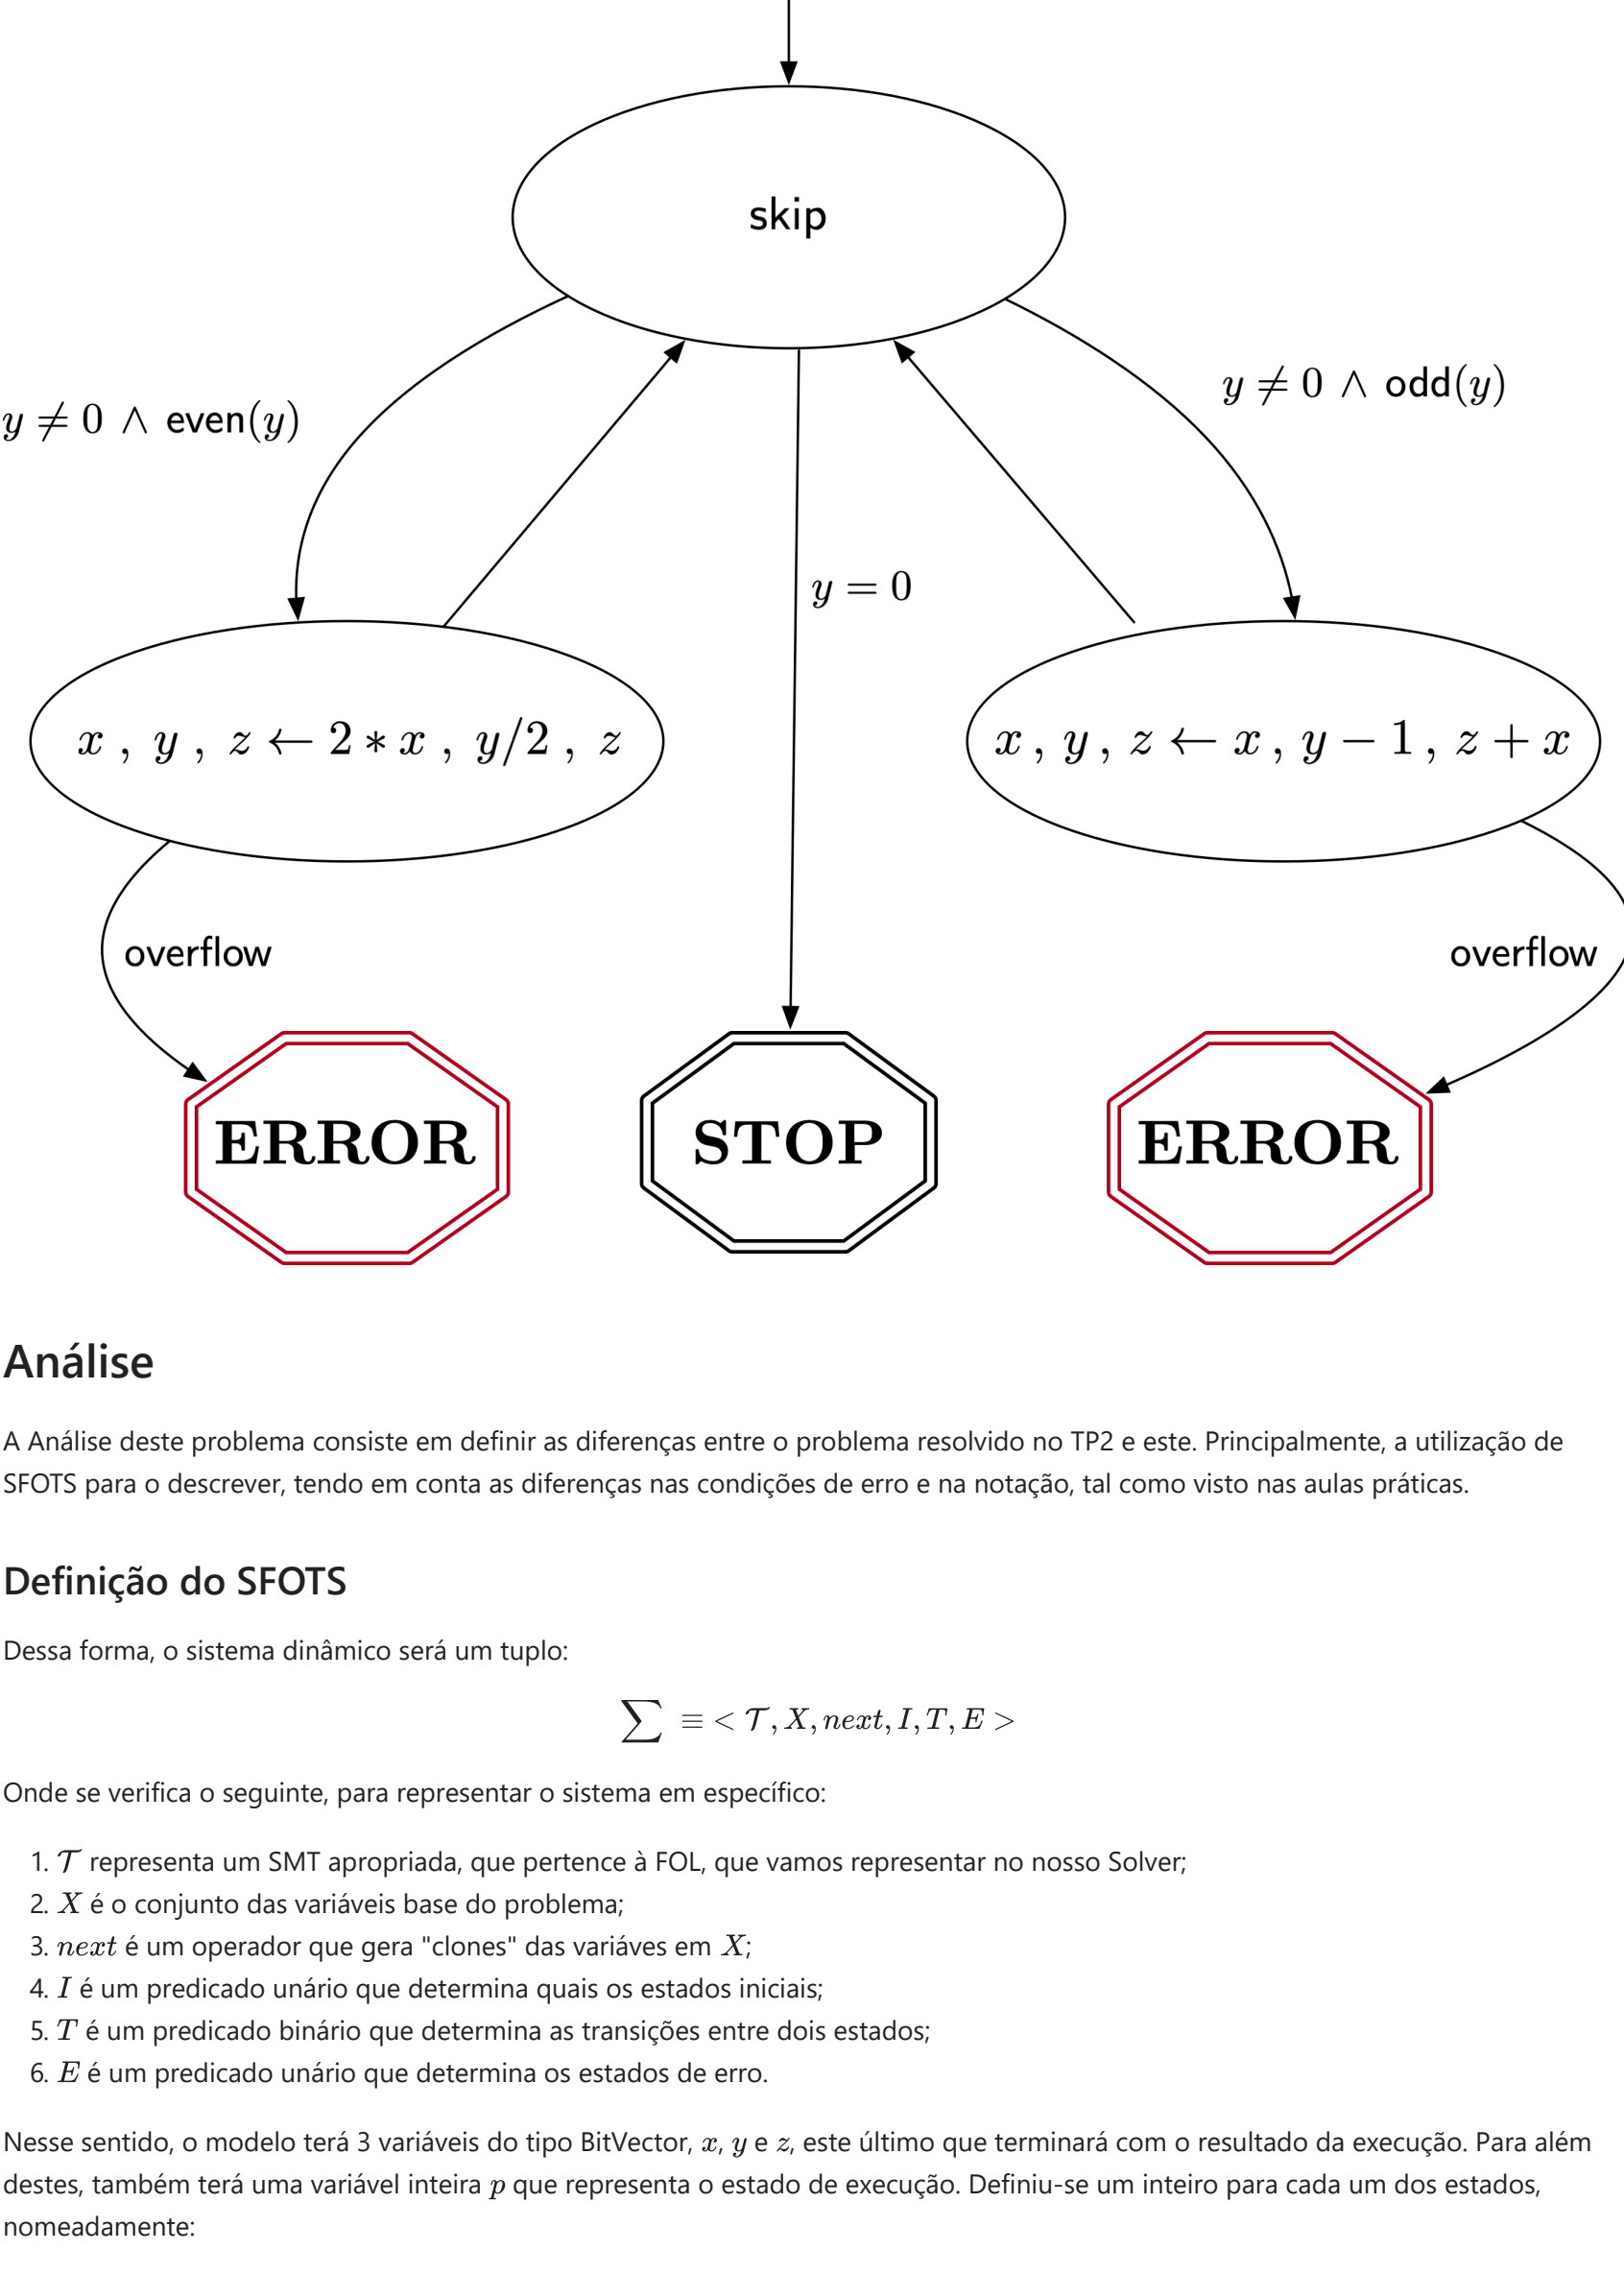 skip
y ≠ 0 ∧ even(y)
y ≠ 0 ∧ odd(y)
y = 0
x , y , z ← 2 ∗ x , y/2 , z
x , y , z ← x , y − 1 , z + x
overflow
overflow
ERROR
STOP
ERROR
Análise
A Análise deste problema consiste em definir as diferenças entre o problema resolvido no TP2 e este. Principalmente, a utilização de
SFOTS para o descrever, tendo em conta as diferenças nas condições de erro e na notação, tal como visto nas aulas práticas.
Definição do SFOTS
Dessa forma, o sistema dinâmico será um tuplo:
∑ ≡ < 𝒯, X, next, I, T, E >
Onde se verifica o seguinte, para representar o sistema em específico:
1. 𝒯 representa um SMT apropriada, que pertence à FOL, que vamos representar no nosso Solver;
2. X é o conjunto das variáveis base do problema;
3. next é um operador que gera "clones" das variáves em X;
4. I é um predicado unário que determina quais os estados iniciais;
5. T é um predicado binário que determina as transições entre dois estados;
6. E é um predicado unário que determina os estados de erro.
Nesse sentido, o modelo terá 3 variáveis do tipo BitVector, x, y e z, este último que terminará com o resultado da execução. Para além
destes, também terá uma variável inteira p que representa o estado de execução. Definiu-se um inteiro para cada um dos estados,
nomeadamente: